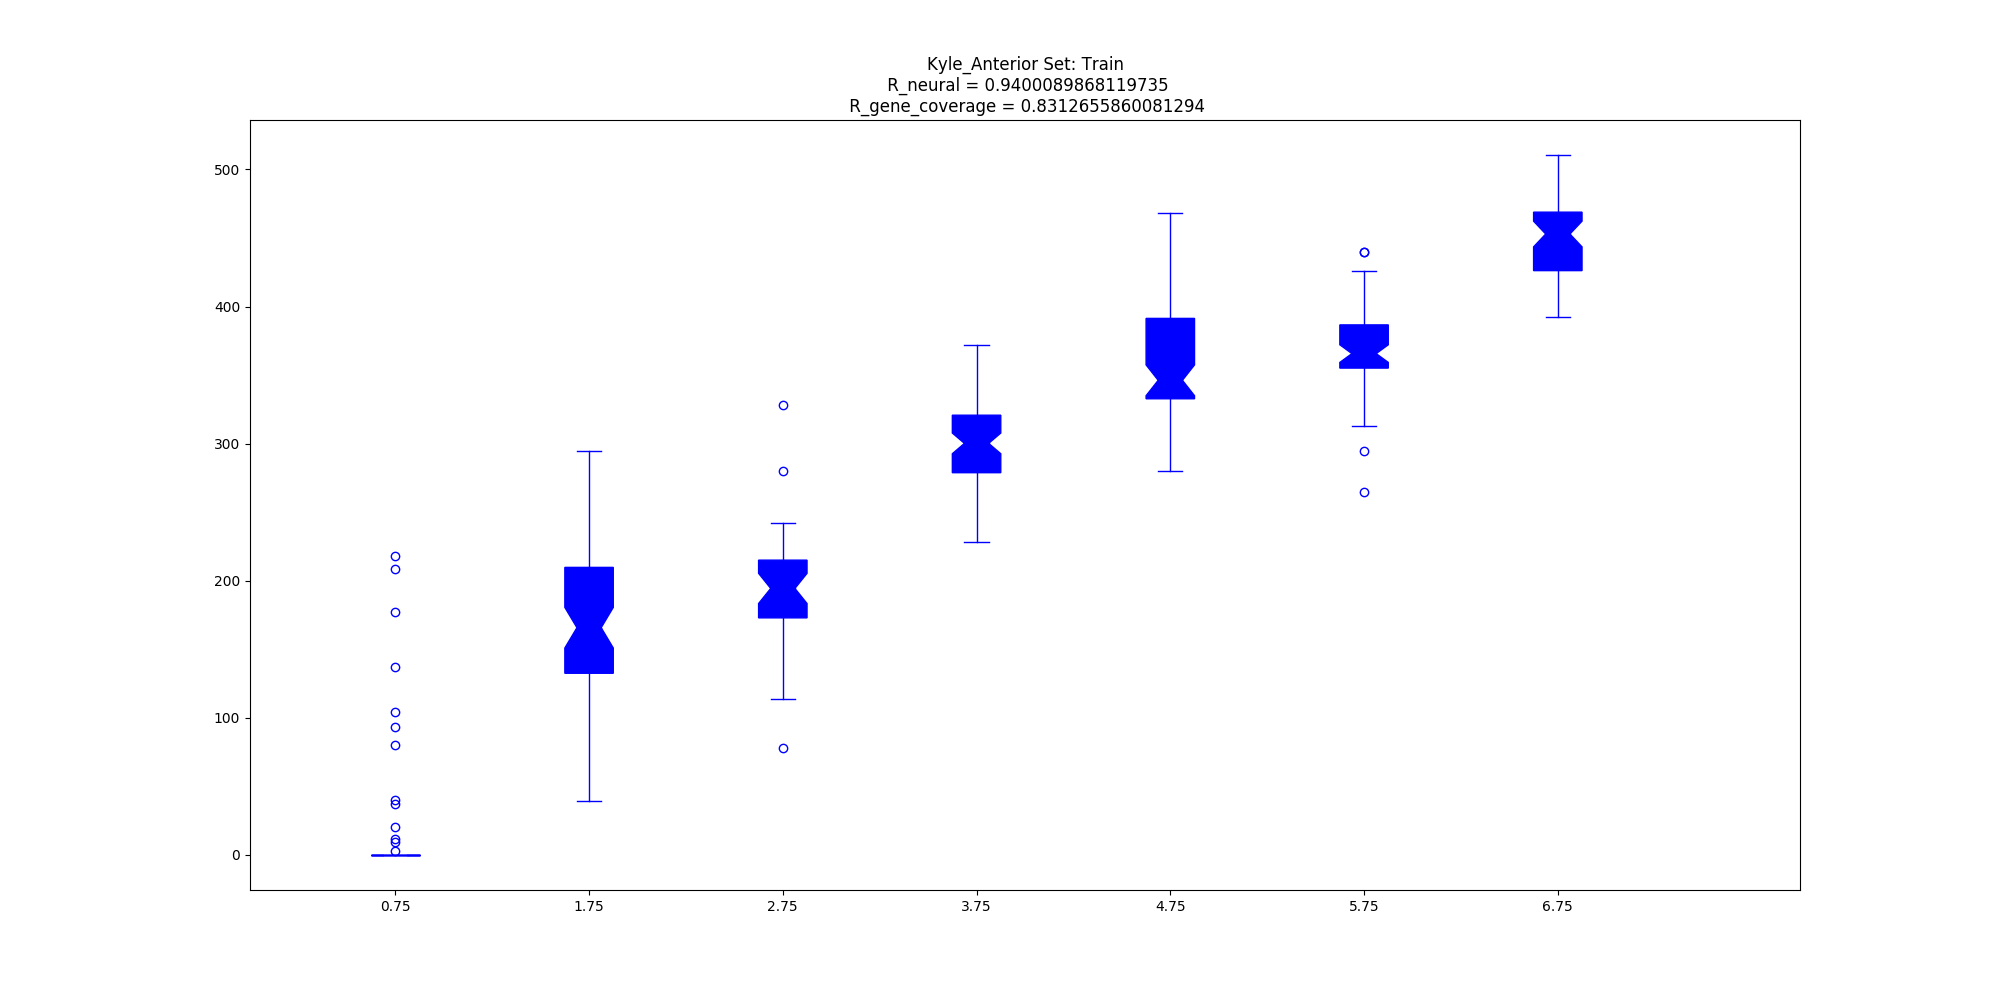 Kyle_Anterior Set: Train
R_neural = 0.9400089868119735
R_gene_coverage = 0.8312655860081294
500
400
300
200
100
0
0.75 1.75 2.75 3.75 4.75 5.75 6.75